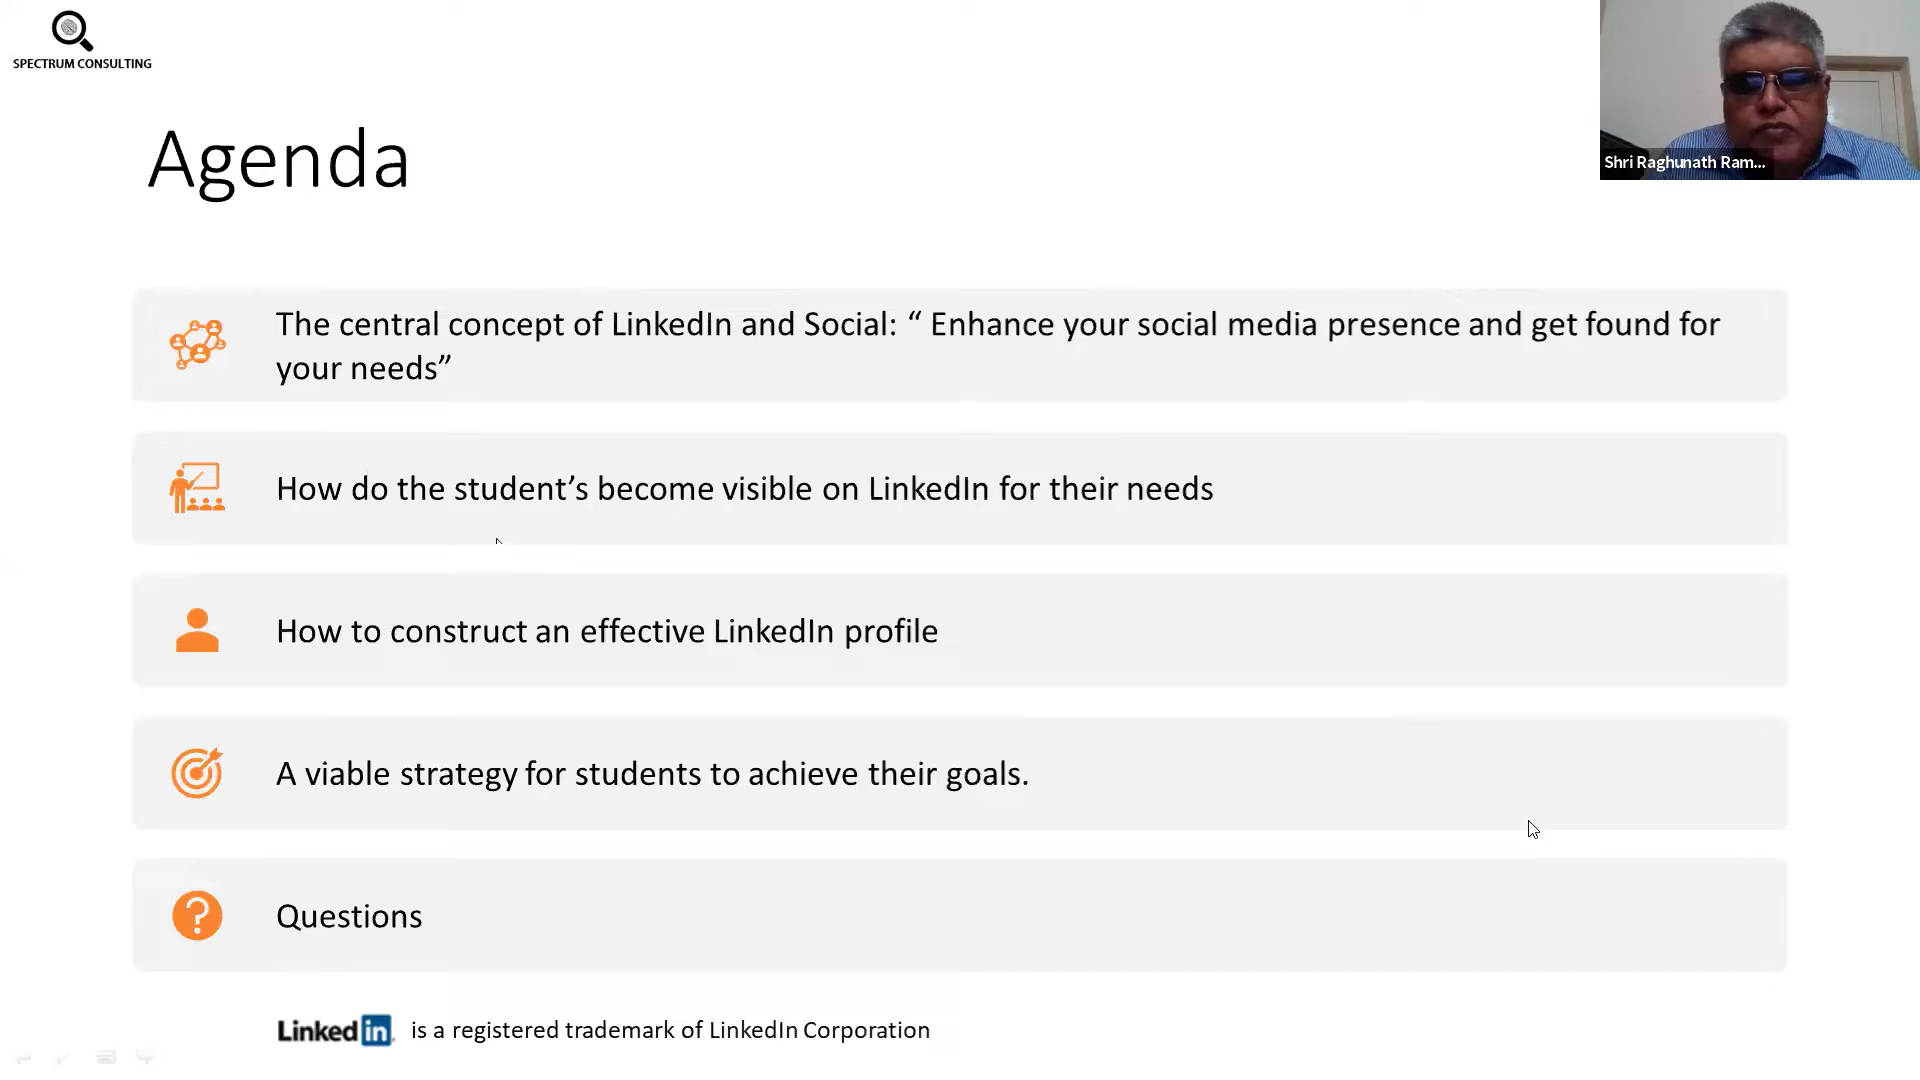 SPECTRUM CONSULTING
Shri Raghunath Ram...
Agenda
The central concept of LinkedIn and Social: “ Enhance your social media presence and get found for
your needs”
How do the student’s become visible on LinkedIn for their needs
How to construct an effective LinkedIn profile
A viable strategy for students to achieve their goals.
?
Questions
Linked in is a registered trademark of LinkedIn Corporation